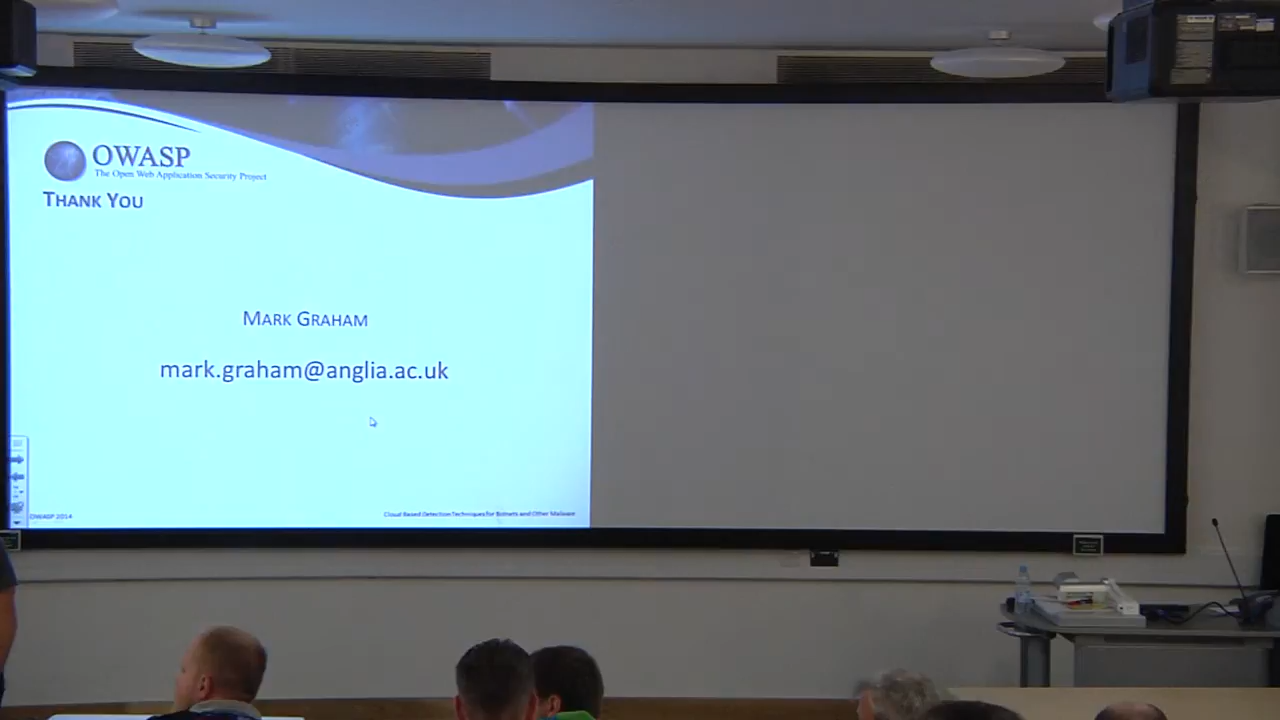 OWASP
The Open Web Application Security Project
THANK YOU
MARK GRAHAM
mark.graham@anglia.ac.uk
OWASP 2014
Cloud Based Detection Techniques for Botnets and Other Malware